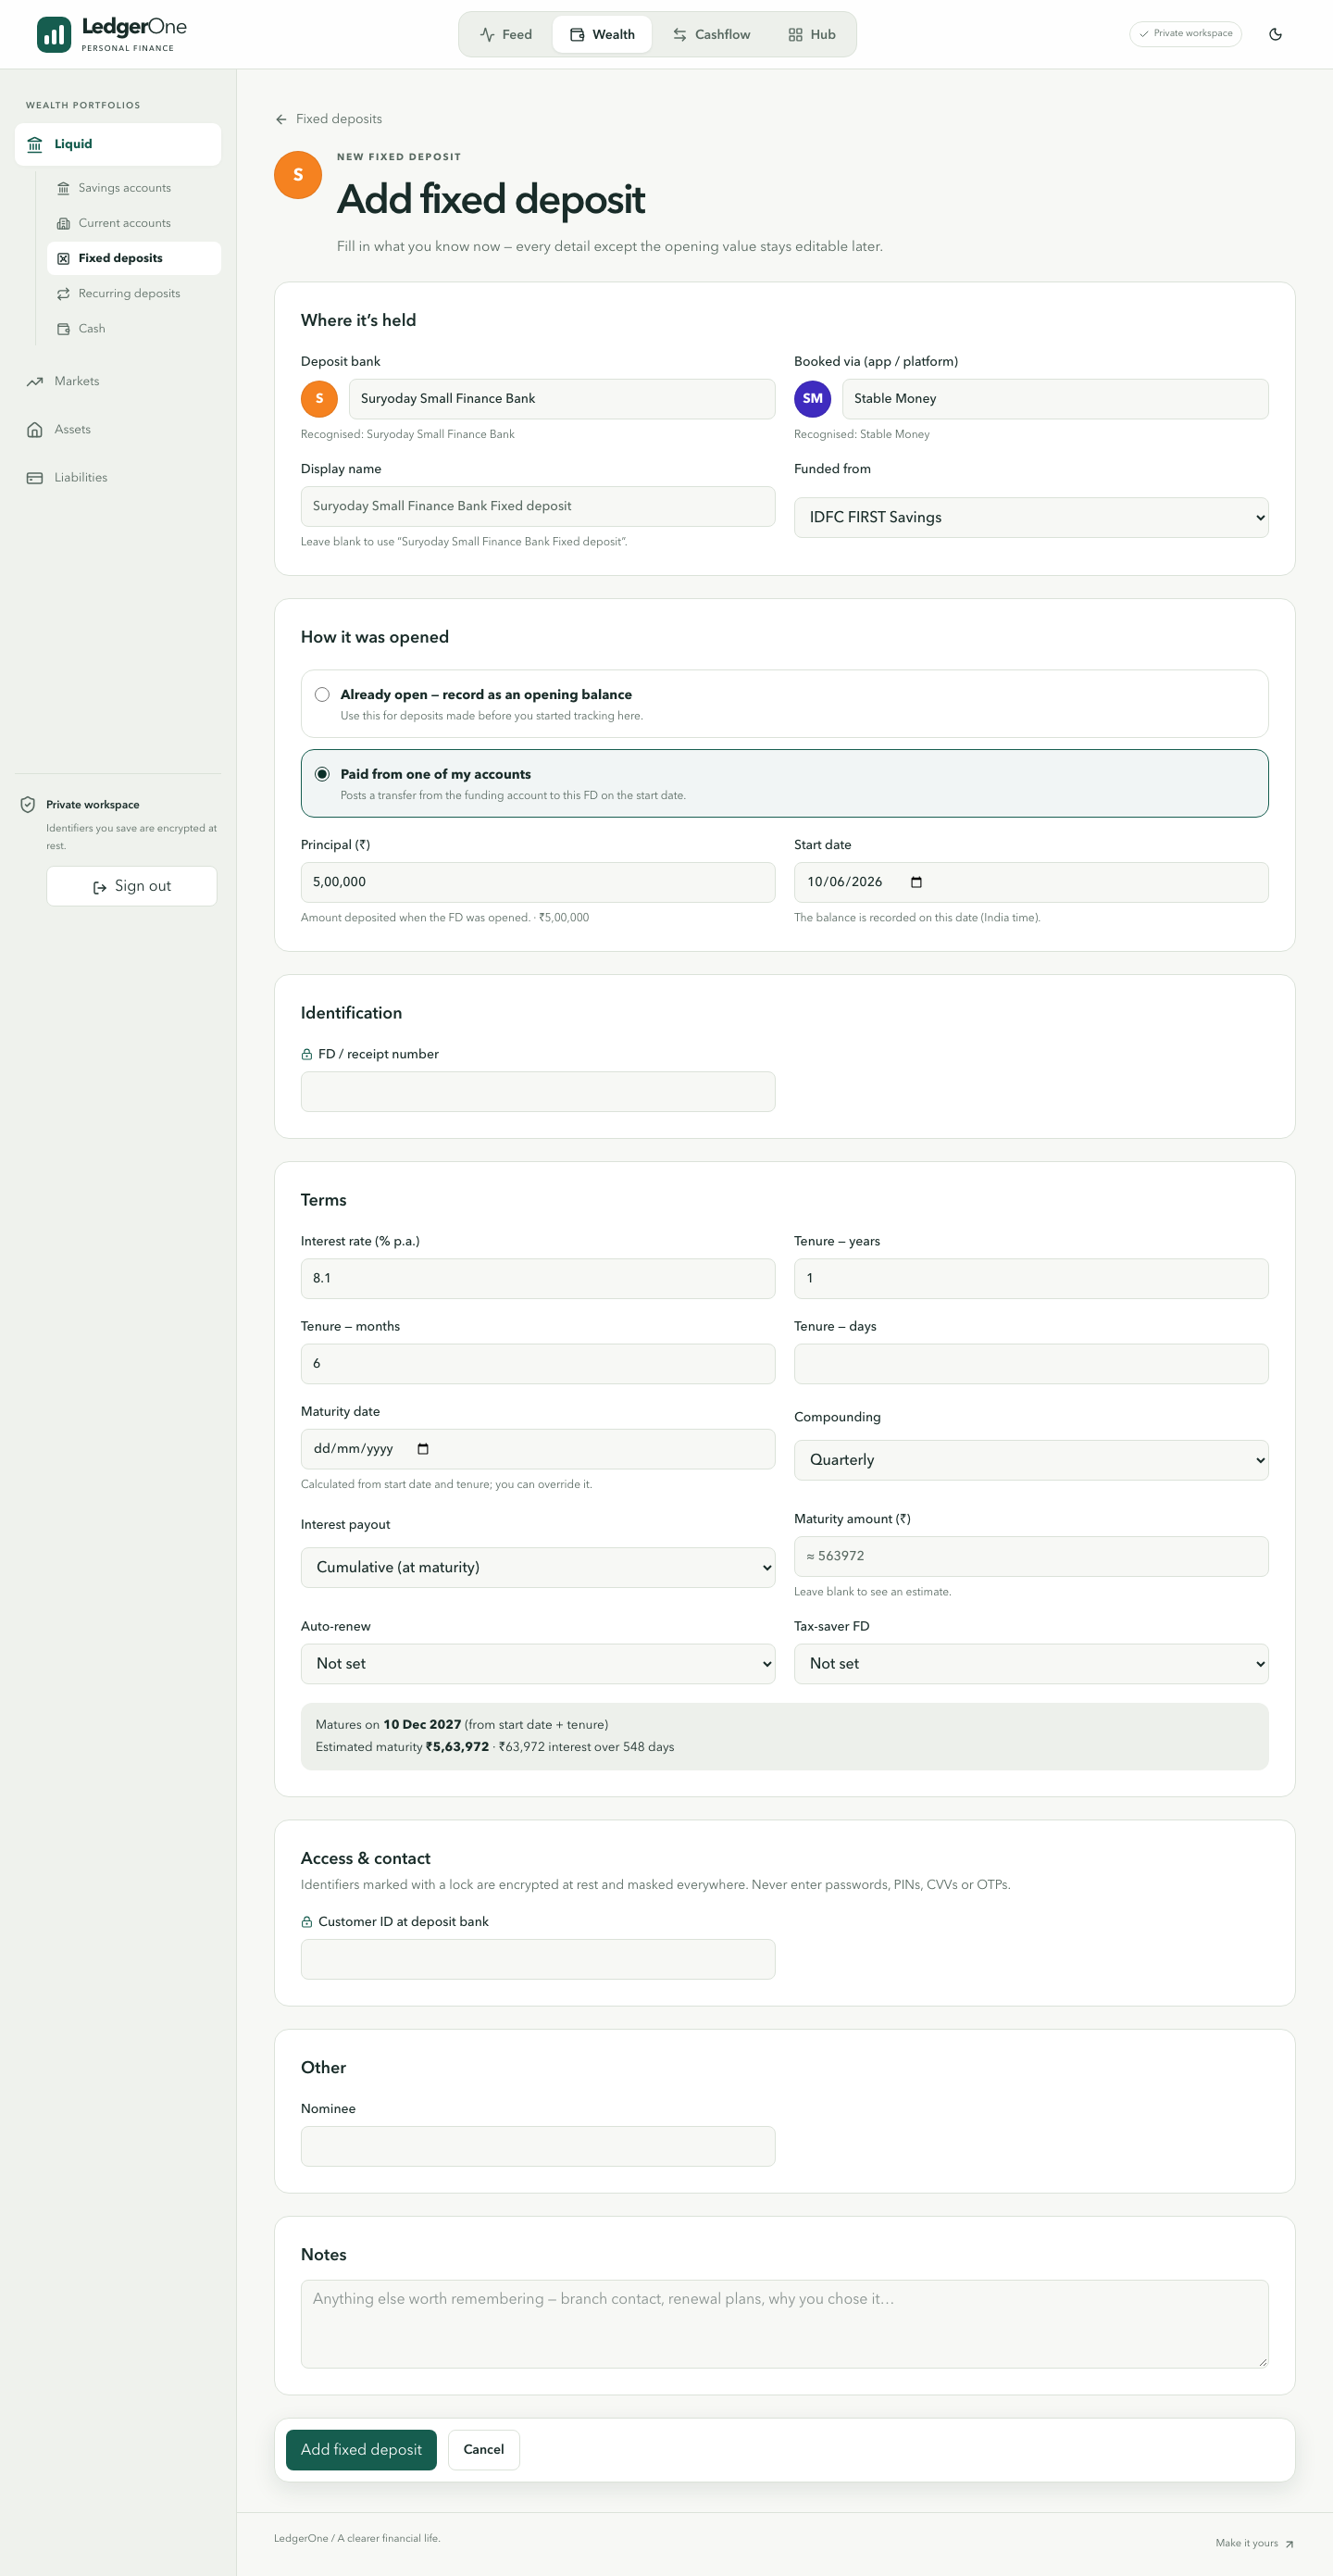 LedgerOne
PERSONAL FINANCE
Feed
Wealth
Cashflow
Hub
Private workspace
WEALTH PORTFOLIOS
Liquid
Savings accounts
Current accounts
Fixed deposits
Recurring deposits
Cash
Markets
Assets
Liabilities
Private workspace
Identifiers you save are encrypted at
rest.
Sign out
Fixed deposits
S
NEW FIXED DEPOSIT
Add fixed deposit
Fill in what you know now — every detail except the opening value stays editable later.
Where it’s held
Deposit bank
Booked via (app / platform)
S
Suryoday Small Finance Bank
SM
Stable Money
Recognised: Suryoday Small Finance Bank
Recognised: Stable Money
Display name
Funded from
Suryoday Small Finance Bank Fixed deposit
IDFC FIRST Savings
Leave blank to use “Suryoday Small Finance Bank Fixed deposit”.
How it was opened
Already open — record as an opening balance
Use this for deposits made before you started tracking here.
Paid from one of my accounts
Posts a transfer from the funding account to this FD on the start date.
Principal (₹)
Start date
5,00,000
10/06/2026
Amount deposited when the FD was opened. · ₹5,00,000
The balance is recorded on this date (India time).
Identification
FD / receipt number
Terms
Interest rate (% p.a.)
Tenure — years
8.1
1
Tenure — months
Tenure — days
6
Maturity date
Compounding
dd/mm/yyyy
Quarterly
Calculated from start date and tenure; you can override it.
Interest payout
Maturity amount (₹)
Cumulative (at maturity)
≈ 563972
Leave blank to see an estimate.
Auto-renew
Tax-saver FD
Not set
Not set
Matures on 10 Dec 2027 (from start date + tenure)
Estimated maturity ₹5,63,972 · ₹63,972 interest over 548 days
Access & contact
Identifiers marked with a lock are encrypted at rest and masked everywhere. Never enter passwords, PINs, CVVs or OTPs.
Customer ID at deposit bank
Other
Nominee
Notes
Anything else worth remembering — branch contact, renewal plans, why you chose it…
Add fixed deposit
Cancel
LedgerOne / A clearer financial life.
Make it yours